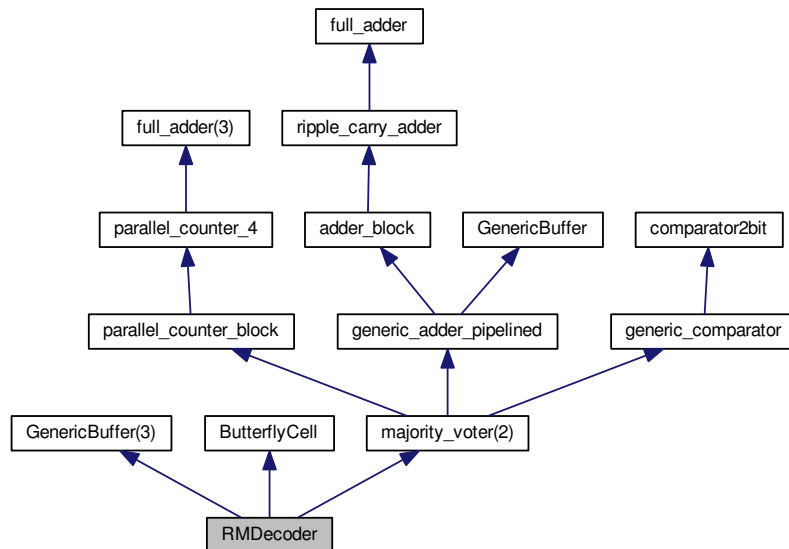 full_adder
full_adder(3)
ripple_carry_adder
parallel_counter_4
adder_block
GenericBuffer
comparator2bit
parallel_counter_block
generic_adder_pipelined
generic_comparator
GenericBuffer(3)
ButterflyCell
majority_voter(2)
RMDecoder